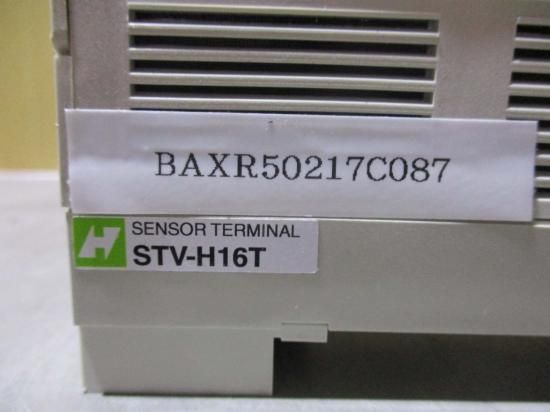 BAXR50217C087
H SENSOR TERMINAL
STV-H16T